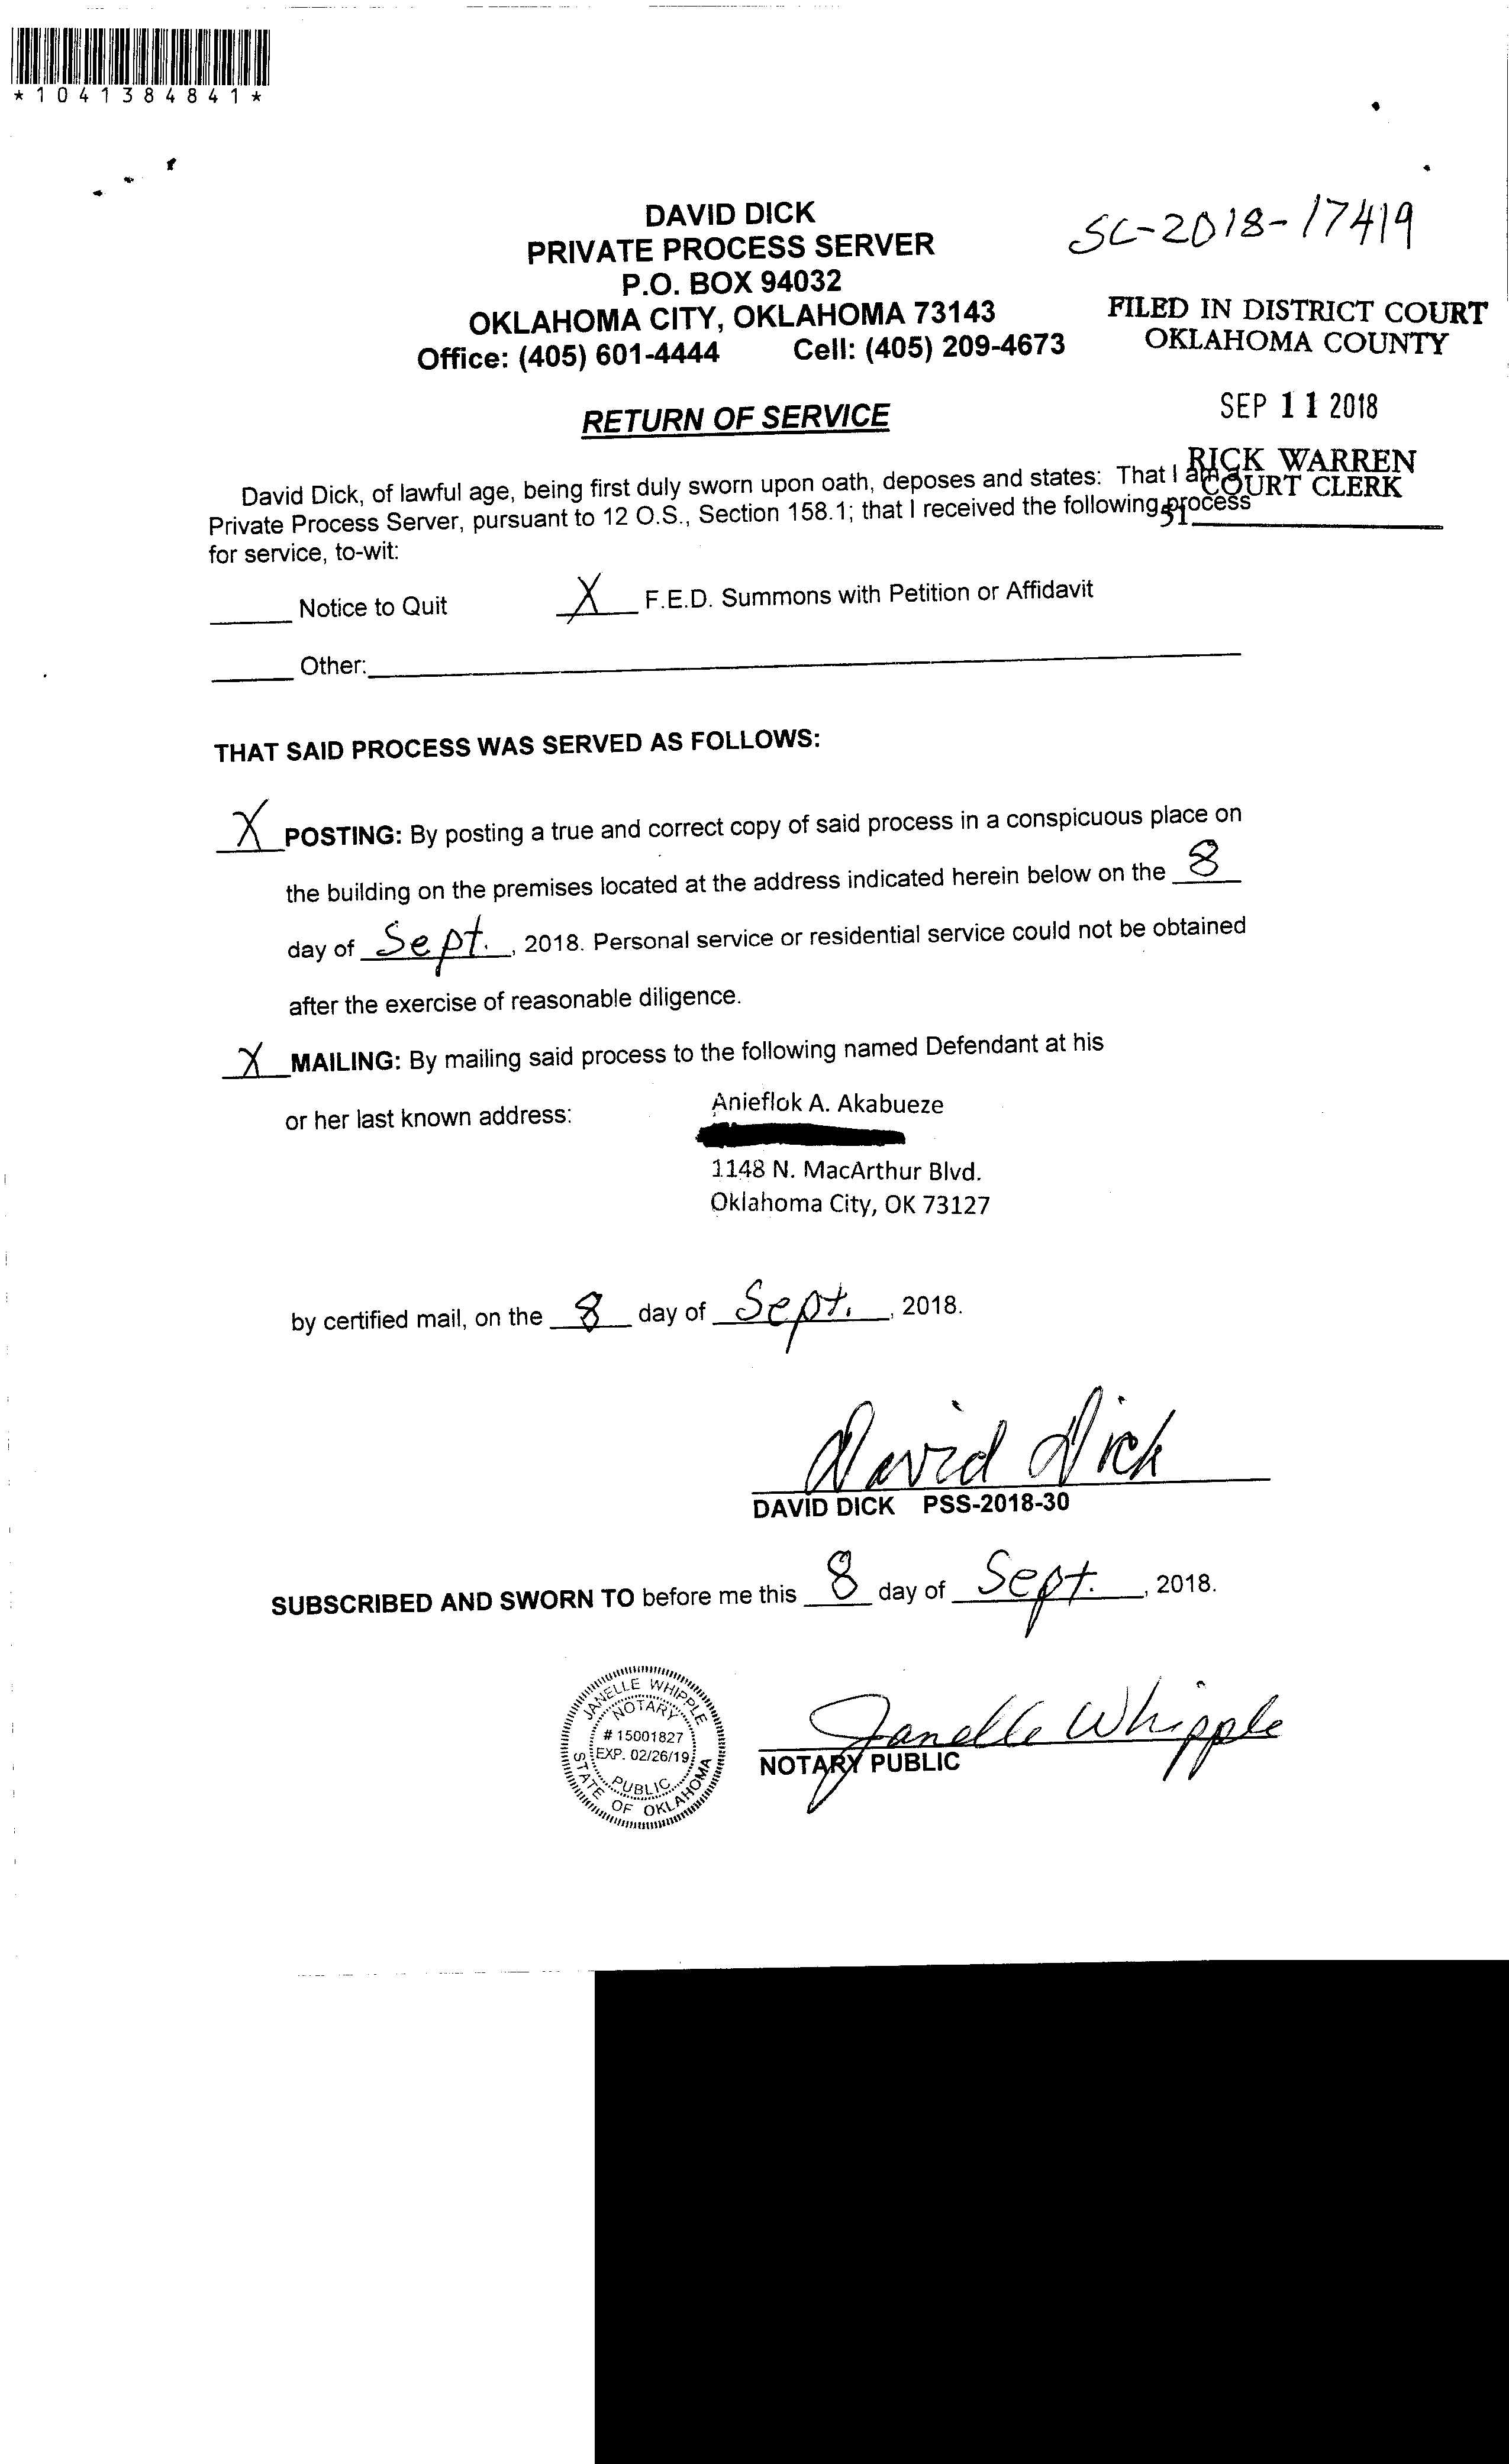 *1041384841*
DAVID DICK
PRIVATE PROCESS SERVER
P.O. BOX 94032
OKLAHOMA CITY, OKLAHOMA 73143
Office: (405) 601-4444 Cell: (405) 209-4673
SC-2018-17419
FILED IN DISTRICT COURT
OKLAHOMA COUNTY
SEP 11 2018
RICK WARREN
COURT CLERK
51
RETURN OF SERVICE
David Dick, of lawful age, being first duly sworn upon oath, deposes and states: That I am a
Private Process Server, pursuant to 12 O.S., Section 158.1; that I received the following process
for service, to-wit:
Notice to Quit X F.E.D. Summons with Petition or Affidavit
Other:
THAT SAID PROCESS WAS SERVED AS FOLLOWS:
X POSTING: By posting a true and correct copy of said process in a conspicuous place on
the building on the premises located at the address indicated herein below on the 8
day of Sept., 2018. Personal service or residential service could not be obtained
after the exercise of reasonable diligence.
X MAILING: By mailing said process to the following named Defendant at his
or her last known address:
Anieflok A. Akabueze
1148 N. MacArthur Blvd.
Oklahoma City, OK 73127
by certified mail, on the 8 day of Sept., 2018.
David Dick
DAVID DICK PSS-2018-30
SUBSCRIBED AND SWORN TO before me this 8 day of Sept., 2018.
JANELLE WHIPPLE
NOTARY
# 15001827
EXP. 02/26/19
PUBLIC
STATE OF OKLAHOMA
Janelle Whipple
NOTARY PUBLIC